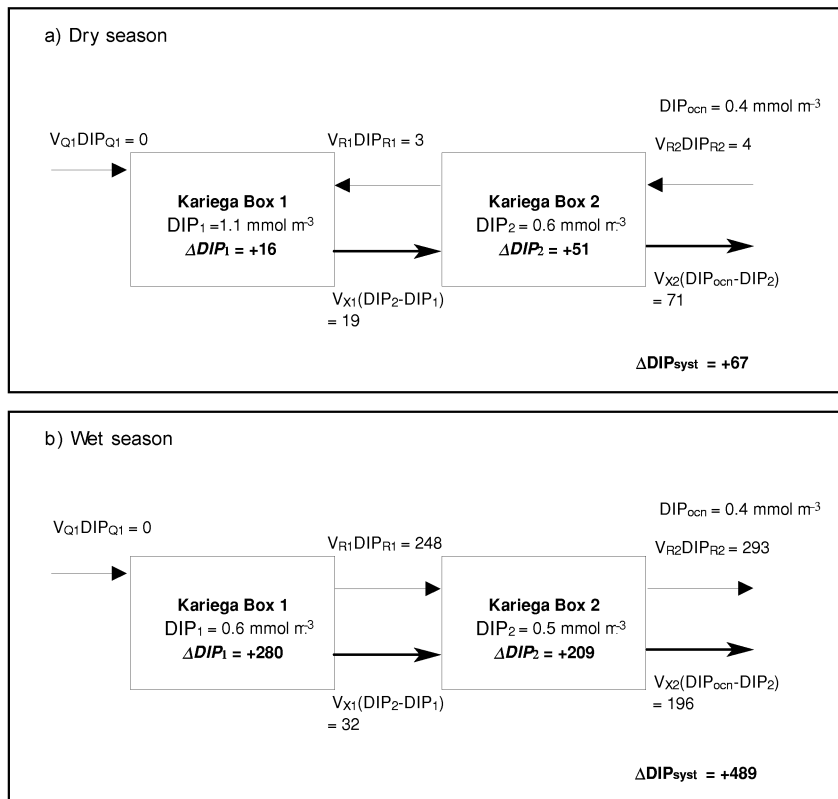 a) Dry season
DIPocn = 0.4 mmol m-3
VQ1DIPQ1 = 0
VR1DIPR1 = 3
VR2DIPR2 = 4
Kariega Box 1
DIP1 =1.1 mmol m-3
ΔDIP1 = +16
Kariega Box 2
DIP2 = 0.6 mmol m-3
ΔDIP2 = +51
VX1(DIP2-DIP1)
= 19
VX2(DIPocn-DIP2)
= 71
ΔDIPsyst = +67
b) Wet season
DIPocn = 0.4 mmol m-3
VQ1DIPQ1 = 0
VR1DIPR1 = 248
VR2DIPR2 = 293
Kariega Box 1
DIP1 = 0.6 mmol m-3
ΔDIP1 = +280
Kariega Box 2
DIP2 = 0.5 mmol m-3
ΔDIP2 = +209
VX1(DIP2-DIP1)
= 32
VX2(DIPocn-DIP2)
= 196
ΔDIPsyst = +489